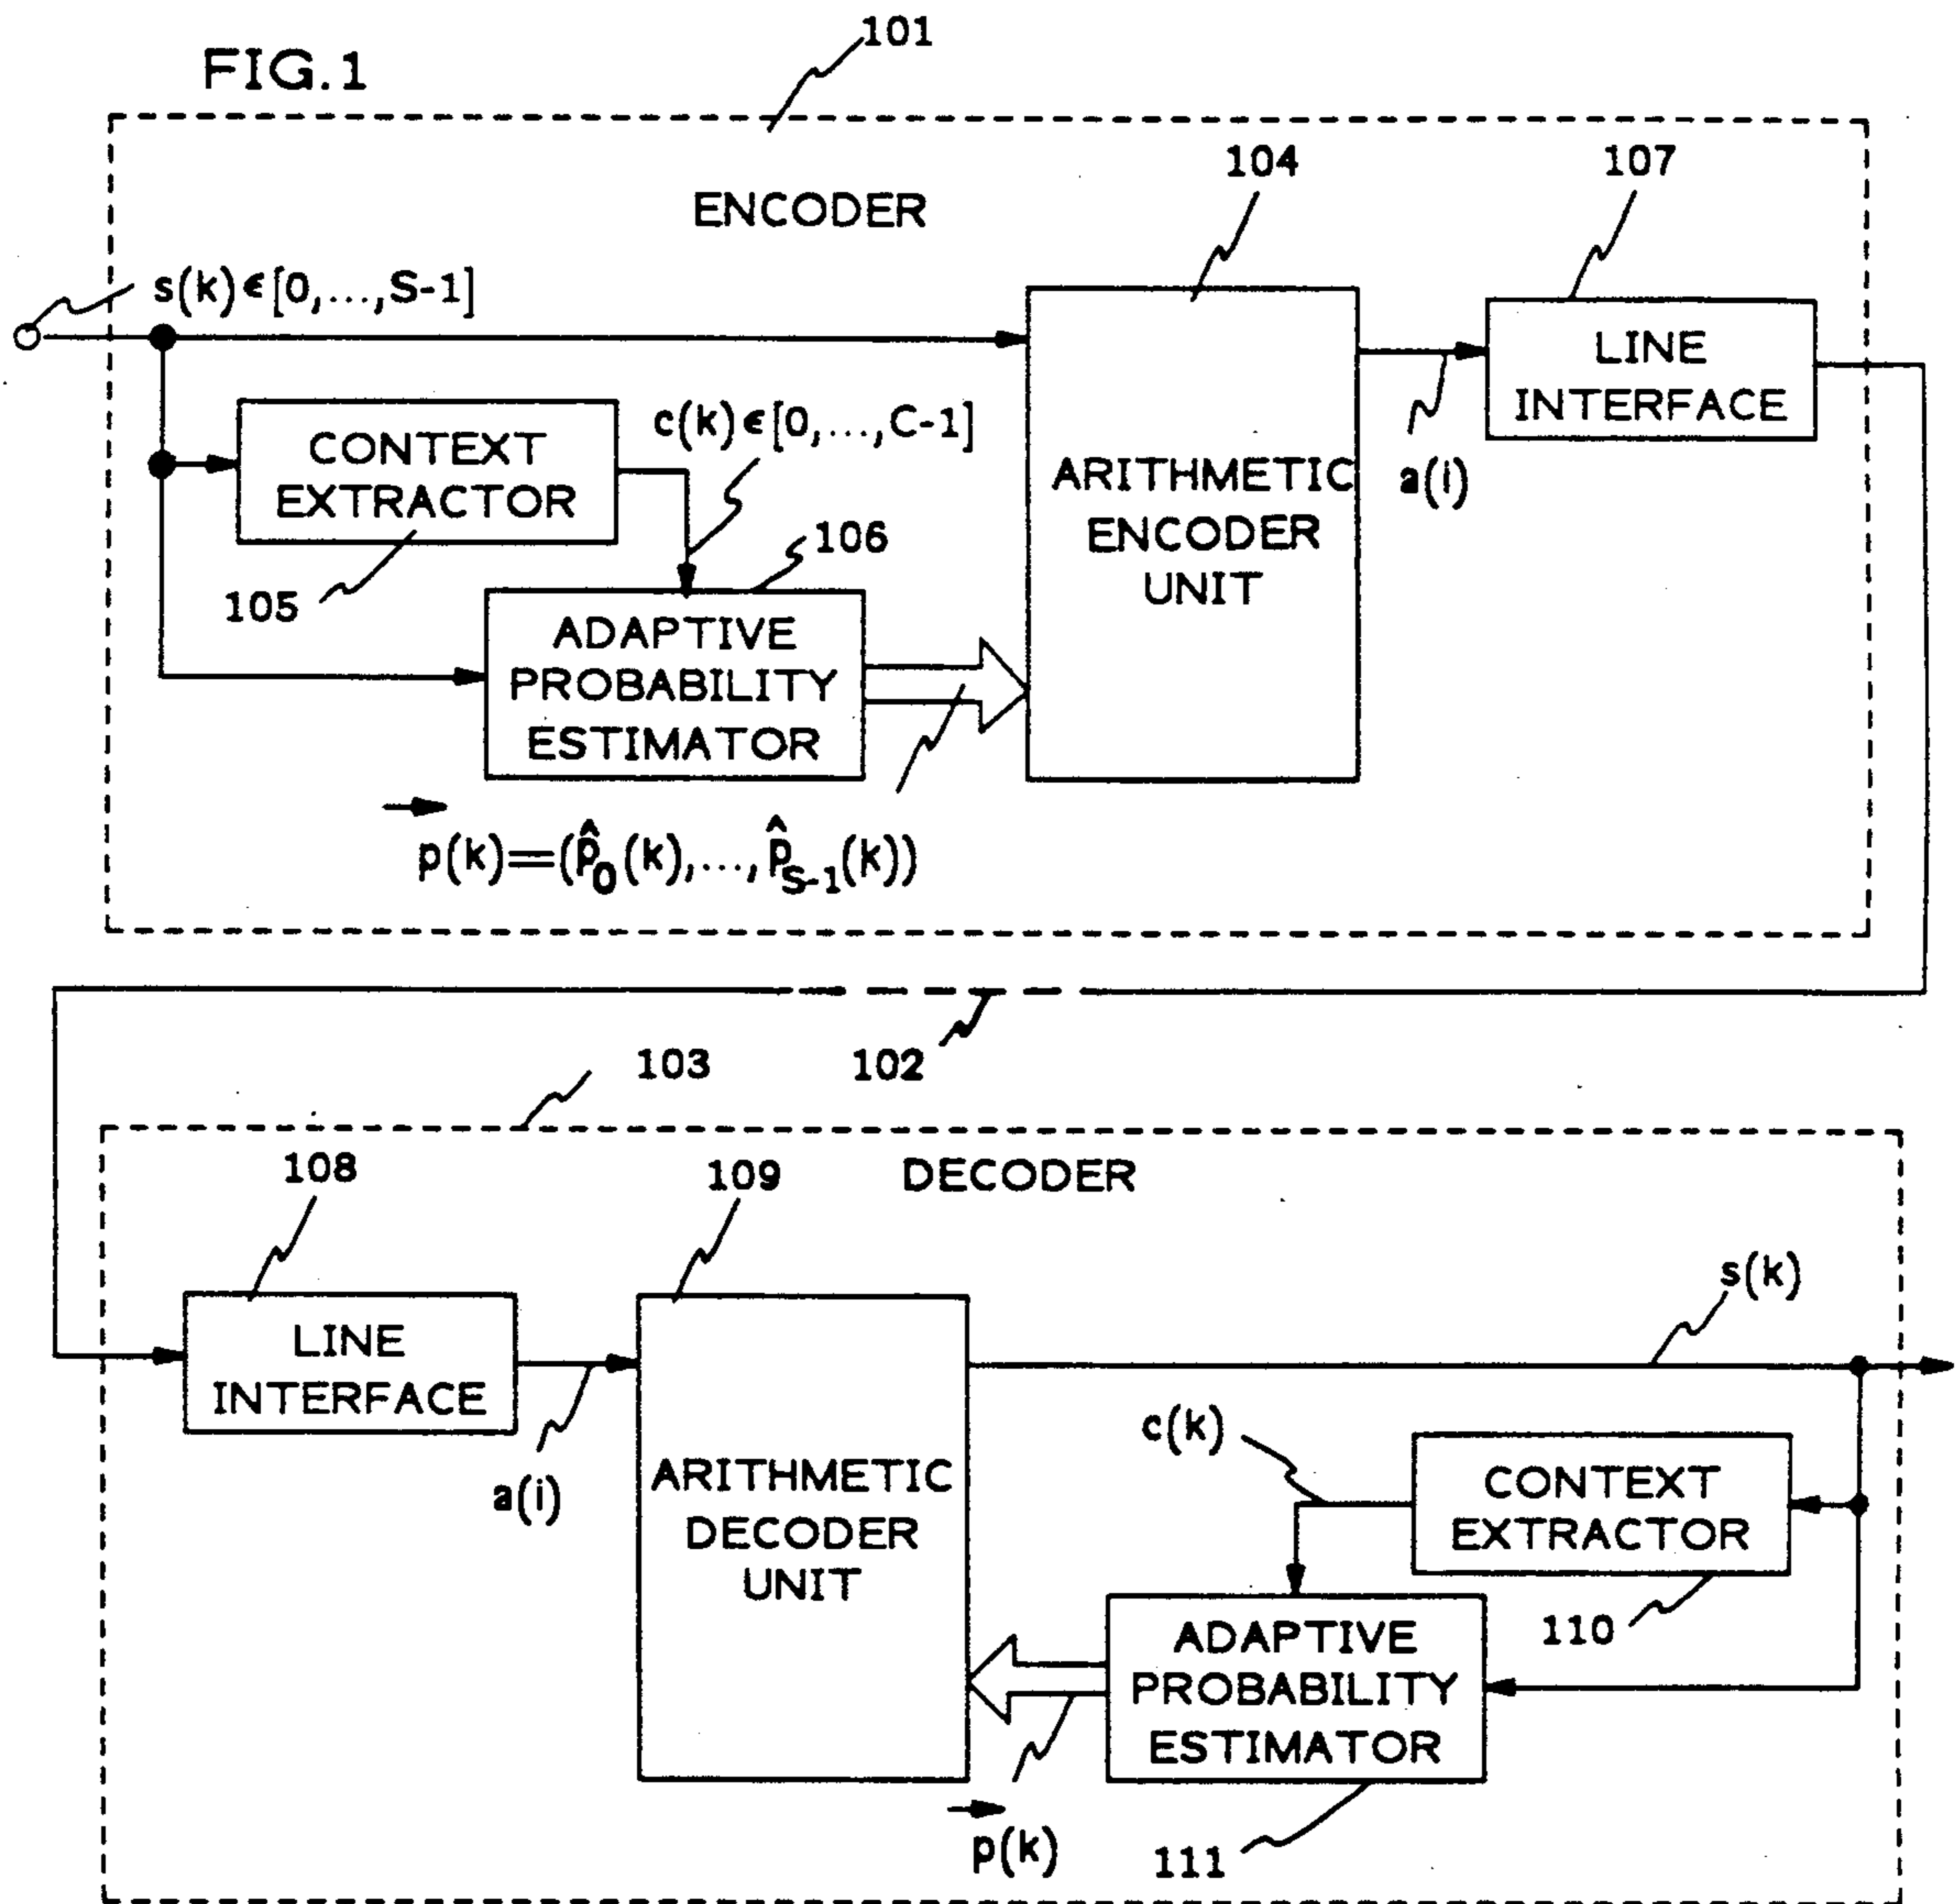 FIG.1
101
104
107
ENCODER
s(k)ϵ[0,...,S-1]
LINE
INTERFACE
CONTEXT
EXTRACTOR
c(k)ϵ[0,...,C-1]
a(i)
ARITHMETIC
ENCODER
UNIT
105
106
ADAPTIVE
PROBABILITY
ESTIMATOR
p(k)=(p̂0(k),...,p̂S-1(k))
102
103
DECODER
108
109
s(k)
LINE
INTERFACE
a(i)
ARITHMETIC
DECODER
UNIT
c(k)
CONTEXT
EXTRACTOR
110
ADAPTIVE
PROBABILITY
ESTIMATOR
p(k)
111